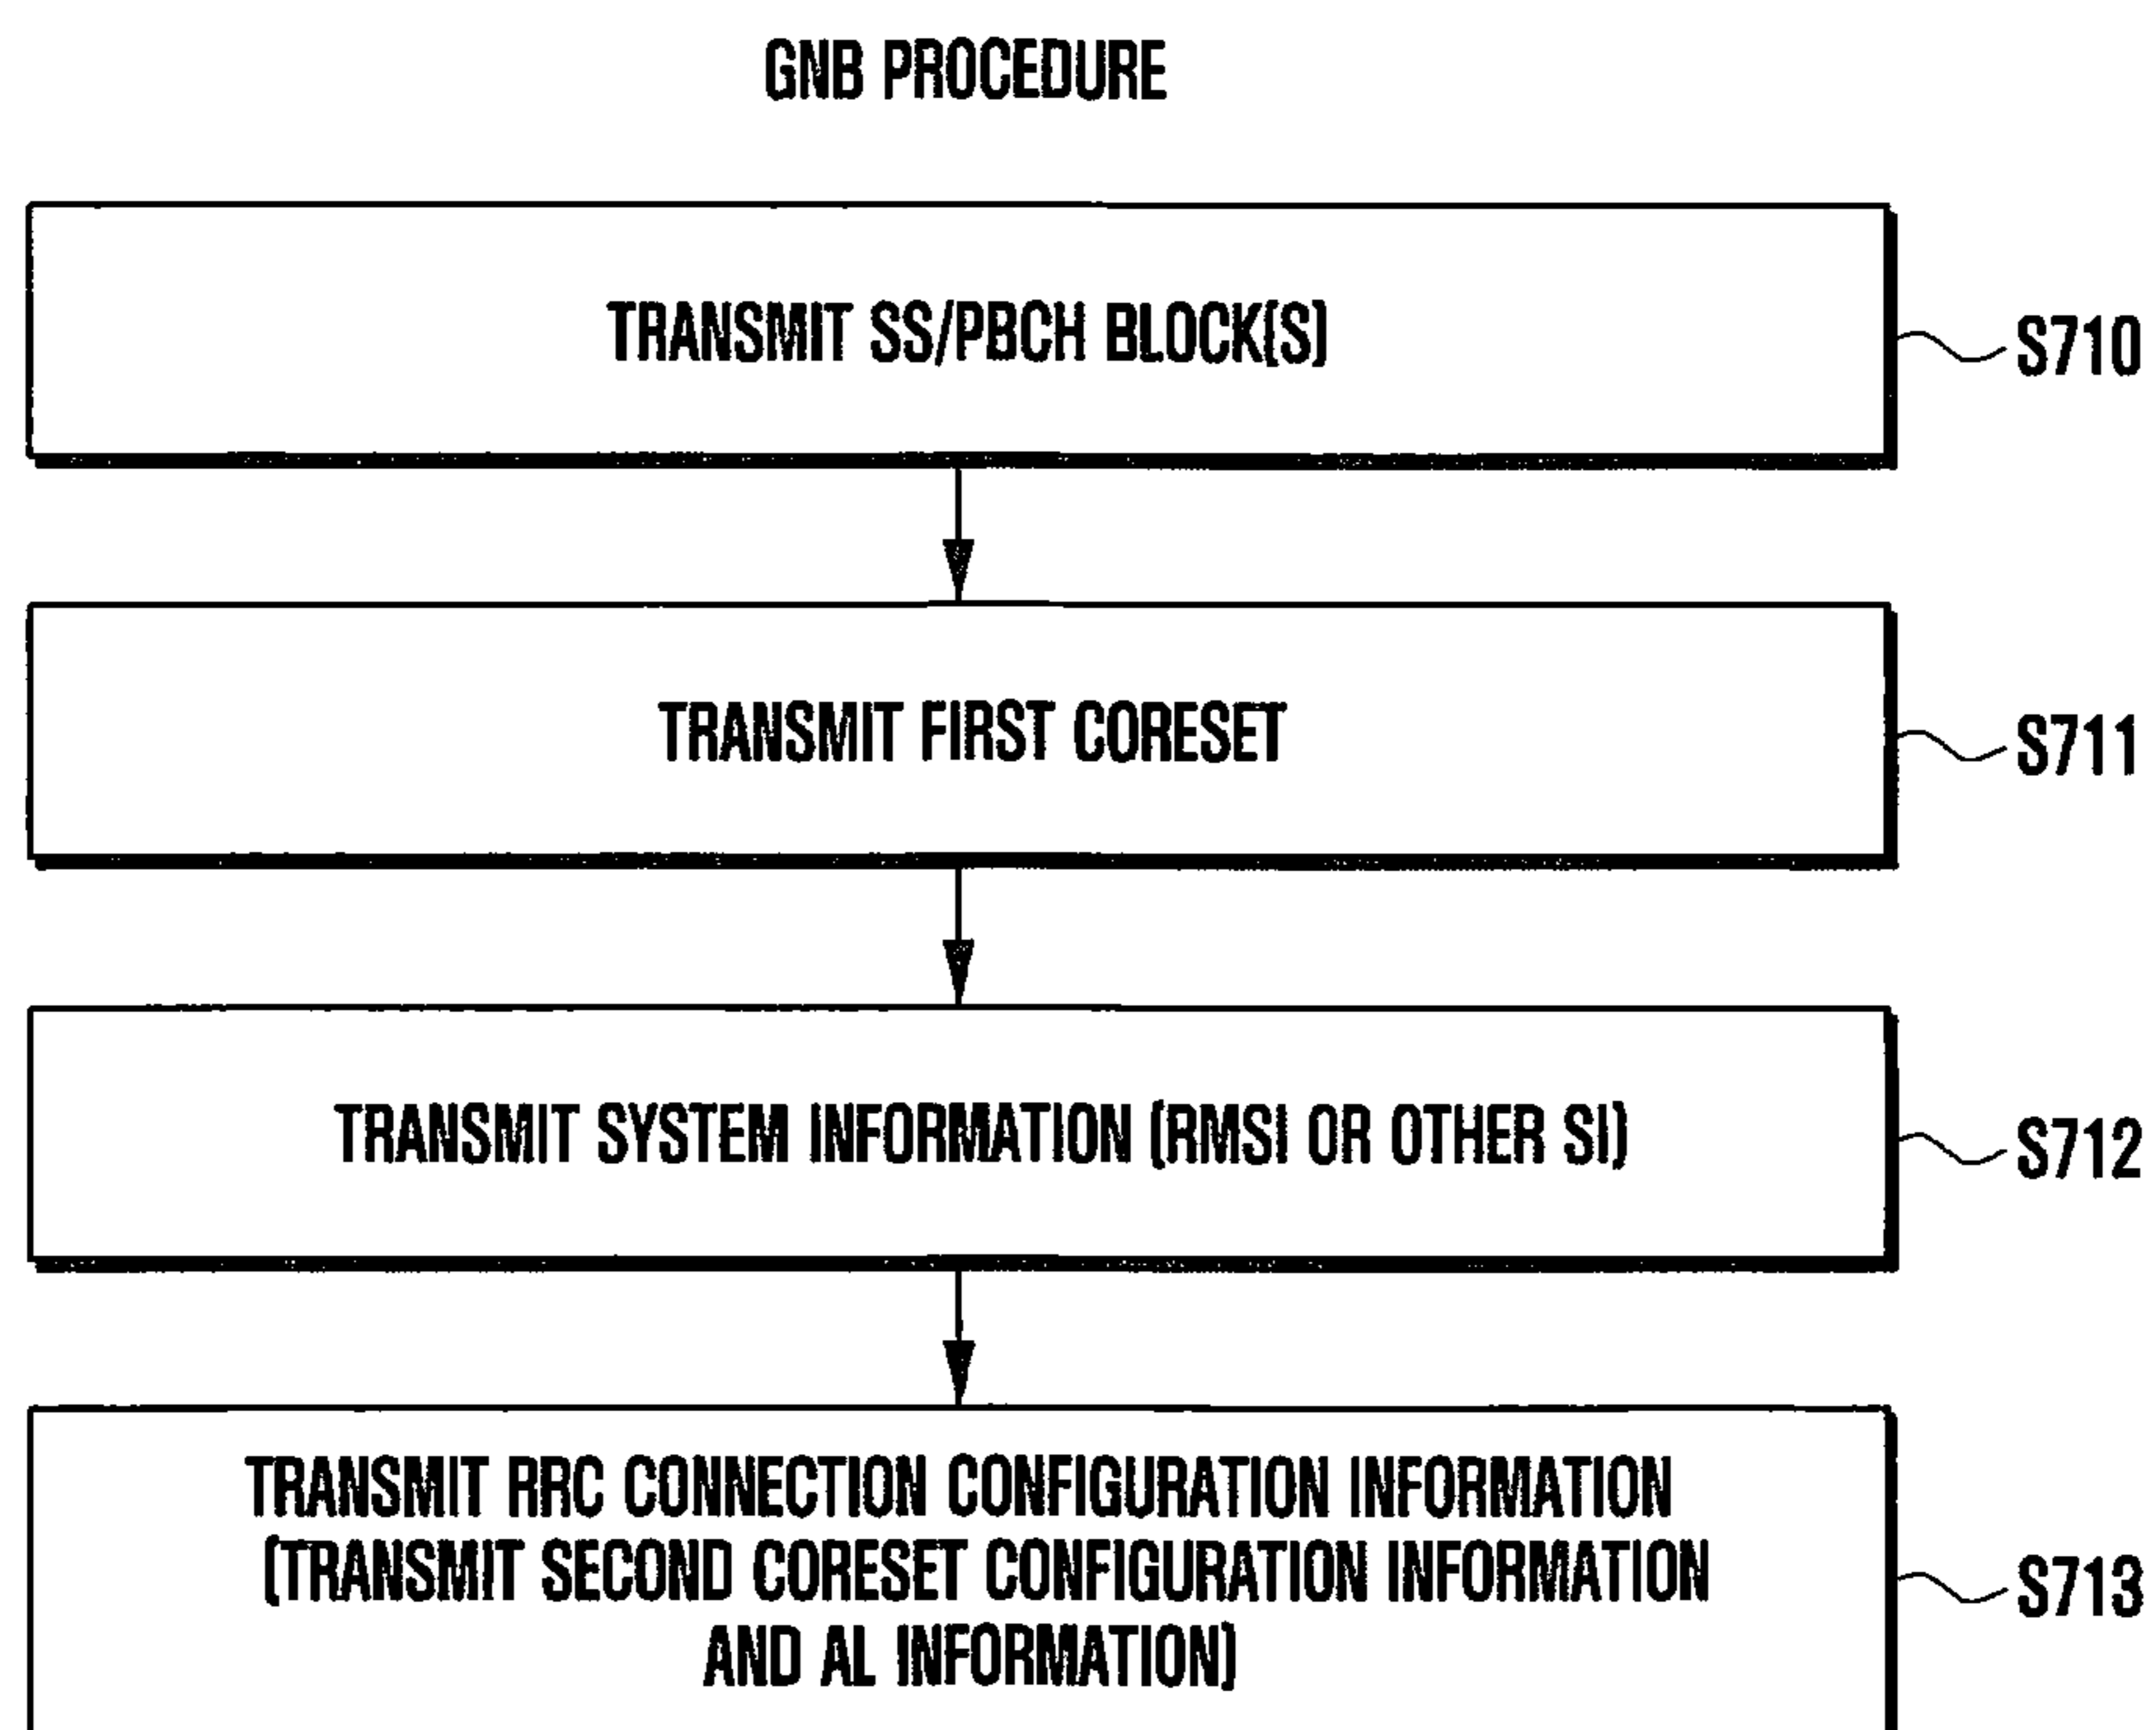 GNB PROCEDURE
TRANSMIT SS/PBCH BLOCK(S)
S710
TRANSMIT FIRST CORESET
S711
TRANSMIT SYSTEM INFORMATION (RMSI OR OTHER SI)
S712
TRANSMIT RRC CONNECTION CONFIGURATION INFORMATION
(TRANSMIT SECOND CORESET CONFIGURATION INFORMATION
AND AL INFORMATION)
S713